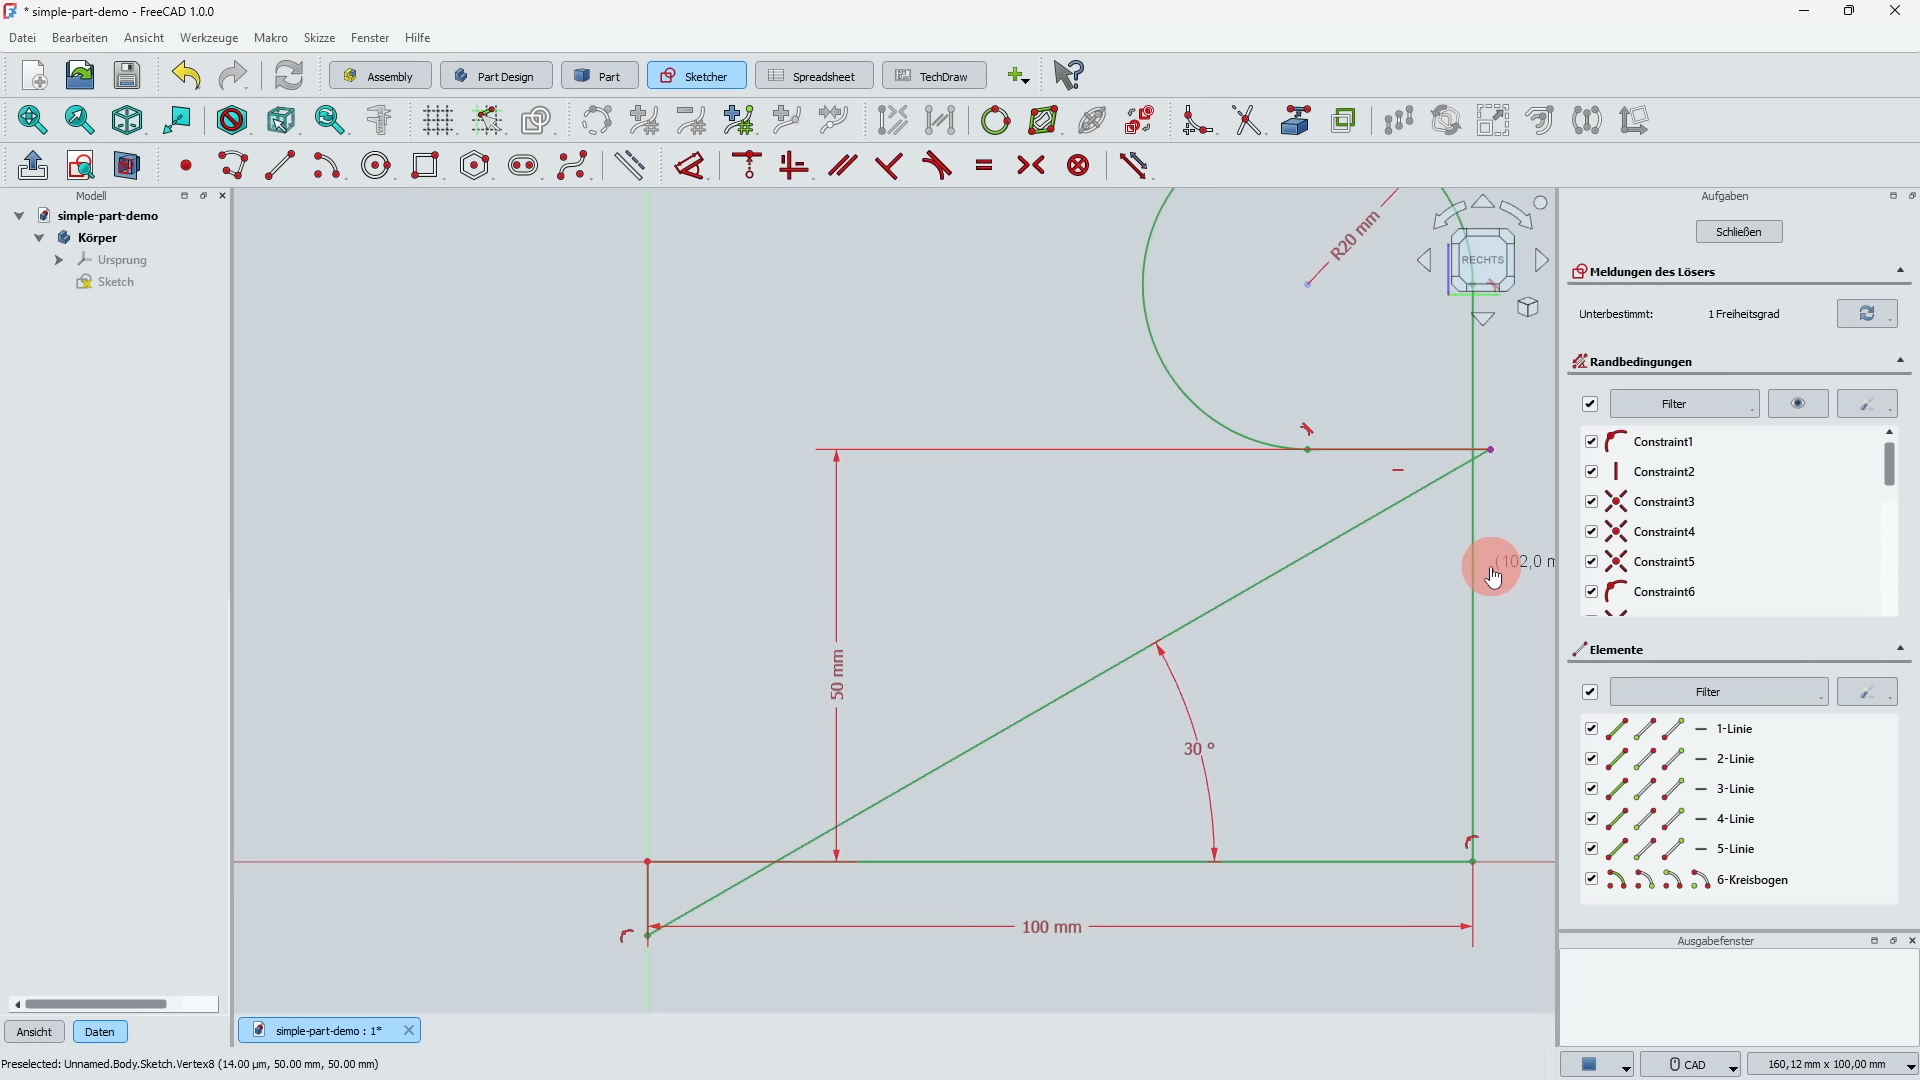 * simple-part-demo - FreeCAD 1.0.0
Datei Bearbeiten Ansicht Werkzeuge Makro Skizze Fenster Hilfe
Assembly Part Design Part Sketcher Spreadsheet TechDraw
Modell
simple-part-demo
Körper
Ursprung
Sketch
Ansicht Daten
R20 mm
RECHTS
(102,0 m
50 mm
30 °
100 mm
simple-part-demo : 1*
Aufgaben
Schließen
Meldungen des Lösers
Unterbestimmt: 1 Freiheitsgrad
Randbedingungen
Filter
Constraint1
Constraint2
Constraint3
Constraint4
Constraint5
Constraint6
Elemente
Filter
1-Linie
2-Linie
3-Linie
4-Linie
5-Linie
6-Kreisbogen
Ausgabefenster
Preselected: Unnamed.Body.Sketch.Vertex8 (14.00 µm, 50.00 mm, 50.00 mm)
CAD 160,12 mm x 100,00 mm